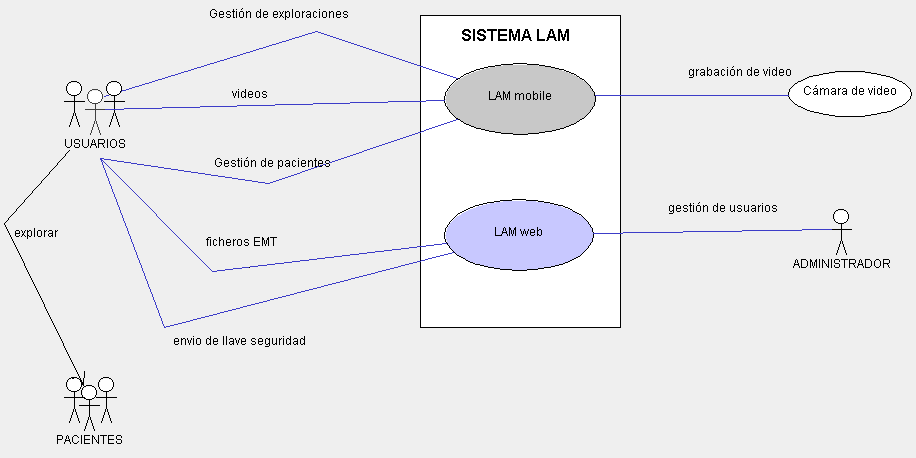 Gestión de exploraciones
SISTEMA LAM
grabación de video
LAM mobile
videos
Cámara de video
USUARIOS
Gestión de pacientes
gestión de usuarios
LAM web
explorar
ficheros EMT
ADMINISTRADOR
envio de llave seguridad
PACIENTES